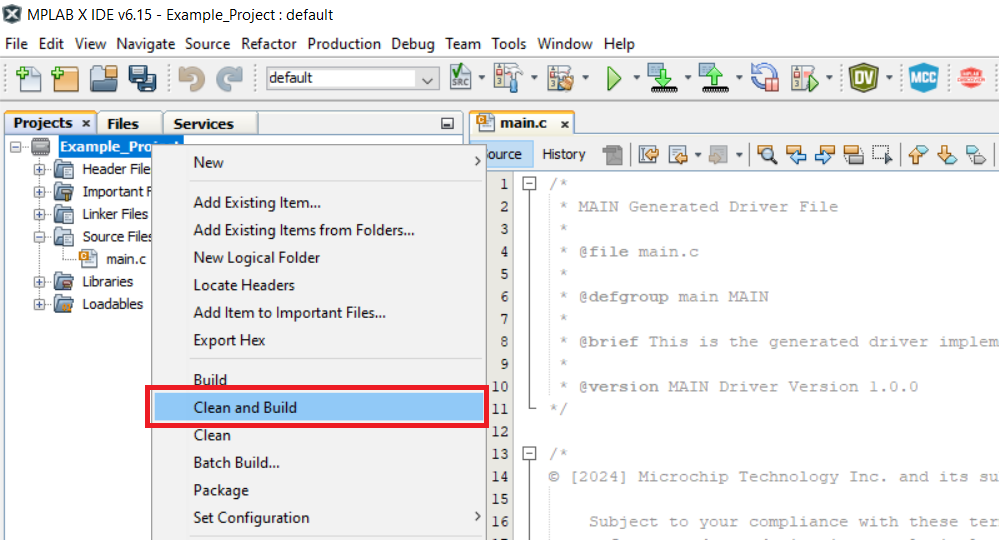 MPLAB X IDE v6.15 - Example_Project : default
File Edit View Navigate Source Refactor Production Debug Team Tools Window Help
default
SRC
DV
MCC
Projects x
Files
Services
main.c x
Example_Project
Header File
Important F
Linker Files
Source Files
main.c
Libraries
Loadables
New
Add Existing Item...
Add Existing Items from Folders...
New Logical Folder
Locate Headers
Add Item to Important Files...
Export Hex
Build
Clean and Build
Clean
Batch Build...
Package
Set Configuration
ource History
1 /*
2 * MAIN Generated Driver File
3 *
4 * @file main.c
5 *
6 * @defgroup main MAIN
7 *
8 * @brief This is the generated driver implem
9 *
10 * @version MAIN Driver Version 1.0.0
11 */
12
13 /*
14 © [2024] Microchip Technology Inc. and its su
15
16 Subject to your compliance with these ter